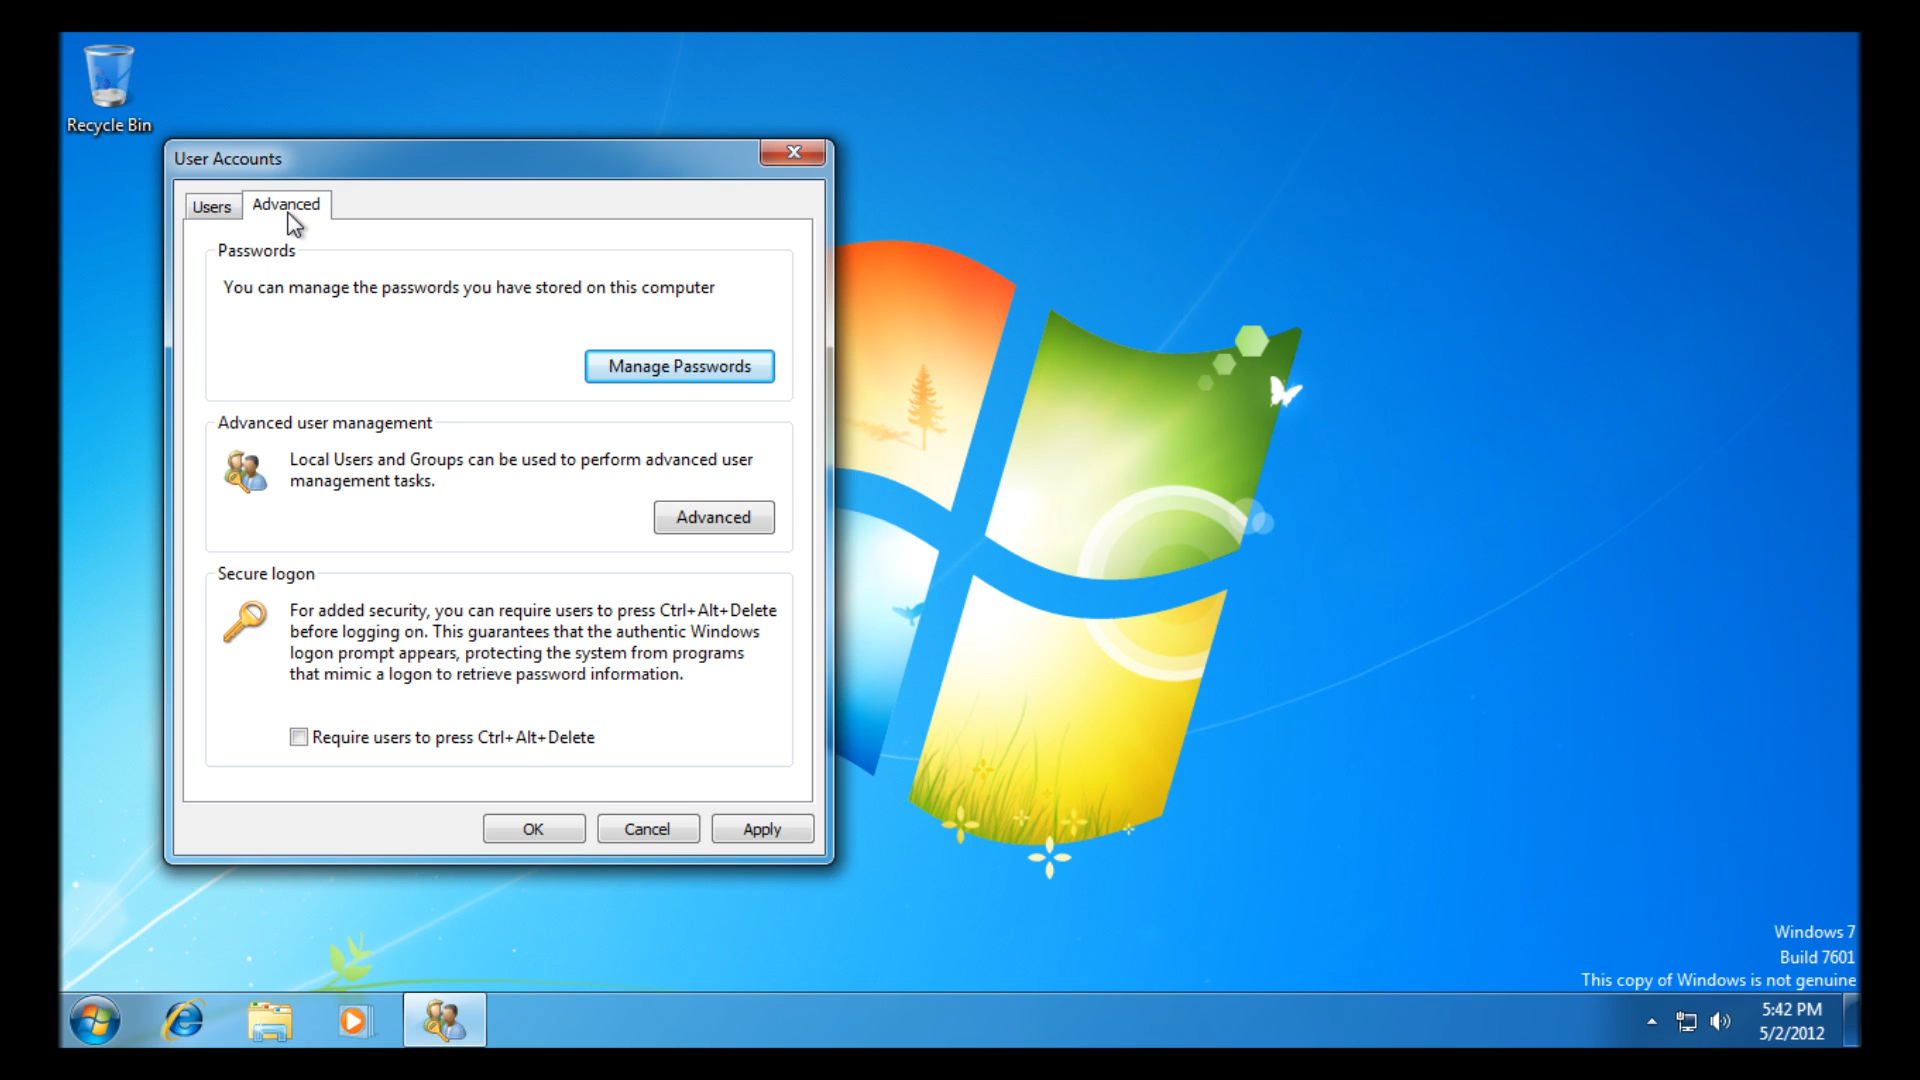 Recycle Bin
User Accounts
Users
Advanced
Passwords
You can manage the passwords you have stored on this computer
Manage Passwords
Advanced user management
Local Users and Groups can be used to perform advanced user
management tasks.
Advanced
Secure logon
For added security, you can require users to press Ctrl+Alt+Delete
before logging on. This guarantees that the authentic Windows
logon prompt appears, protecting the system from programs
that mimic a logon to retrieve password information.
Require users to press Ctrl+Alt+Delete
OK
Cancel
Apply
Windows 7
Build 7601
This copy of Windows is not genuine
5:42 PM
5/2/2012